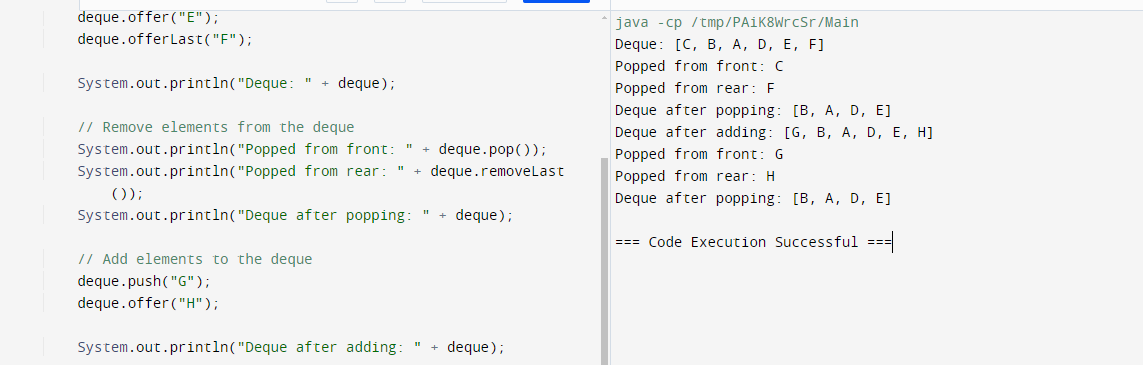 deque.offer("E");
deque.offerLast("F");
System.out.println("Deque: " + deque);
// Remove elements from the deque
System.out.println("Popped from front: " + deque.pop());
System.out.println("Popped from rear: " + deque.removeLast
());
System.out.println("Deque after popping: " + deque);
// Add elements to the deque
deque.push("G");
deque.offer("H");
System.out.println("Deque after adding: " + deque);
java -cp /tmp/PAiK8WrcSr/Main
Deque: [C, B, A, D, E, F]
Popped from front: C
Popped from rear: F
Deque after popping: [B, A, D, E]
Deque after adding: [G, B, A, D, E, H]
Popped from front: G
Popped from rear: H
Deque after popping: [B, A, D, E]
=== Code Execution Successful ===